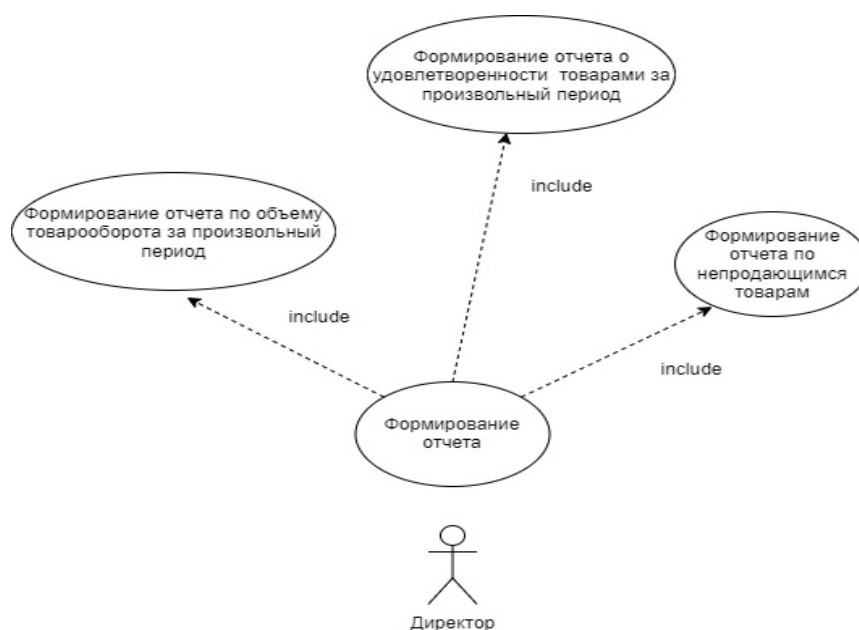 Формирование отчета о
удовлетворенности товарами за
произвольный период
include
Формирование отчета по объему
товарооборота за произвольный
период
Формирование
отчета по
непродающимся
товарам
include
include
Формирование
отчета
Директор